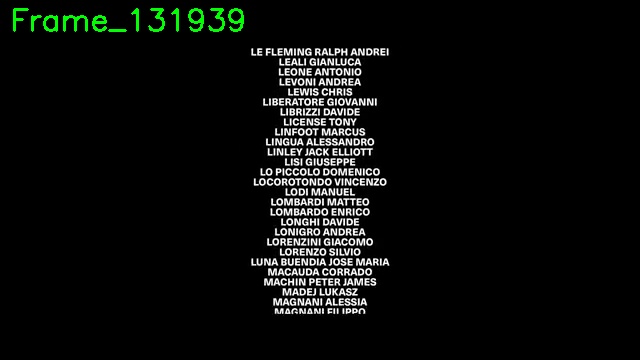 Frame_131939
LE FLEMING RALPH ANDREI
LEALI GIANLUCA
LEONE ANTONIO
LEVONI ANDREA
LEWIS CHRIS
LIBERATORE GIOVANNI
LIBRIZZI DAVIDE
LICENSE TONY
LINFOOT MARCUS
LINGUA ALESSANDRO
LINLEY JACK ELLIOTT
LISI GIUSEPPE
LO PICCOLO DOMENICO
LOCOROTONDO VINCENZO
LODI MANUEL
LOMBARDI MATTEO
LOMBARDO ENRICO
LONGHI DAVIDE
LONIGRO ANDREA
LORENZINI GIACOMO
LORENZO SILVIO
LUNA BUENDIA JOSE MARIA
MACAUDA CORRADO
MACHIN PETER JAMES
MADEJ LUKASZ
MAGNANI ALESSIA
MAGNANI FILIPPO